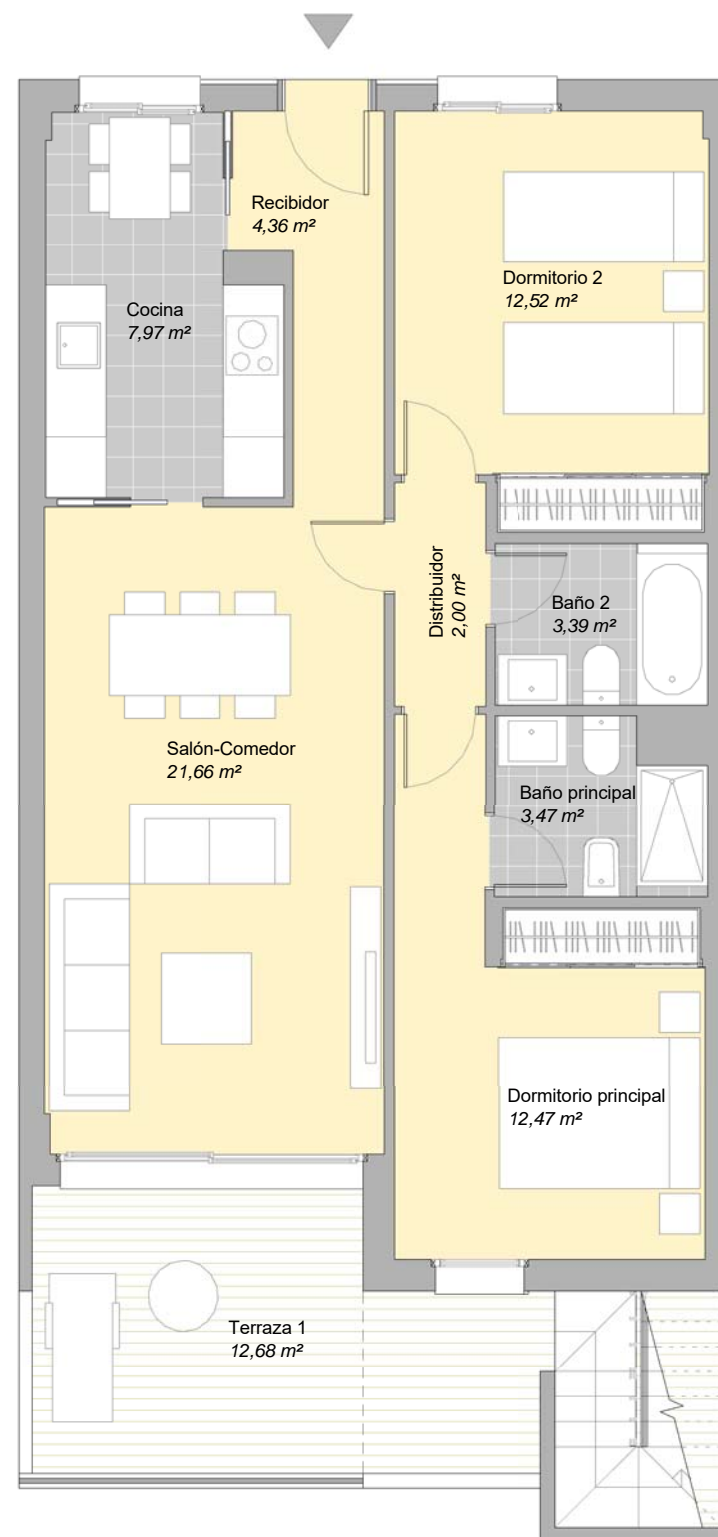 Recibidor
4,36 m²
Dormitorio 2
12,52 m²
Cocina
7,97 m²
Distribuidor
2,00 m²
Baño 2
3,39 m²
Salón-Comedor
21,66 m²
Baño principal
3,47 m²
Dormitorio principal
12,47 m²
Terraza 1
12,68 m²